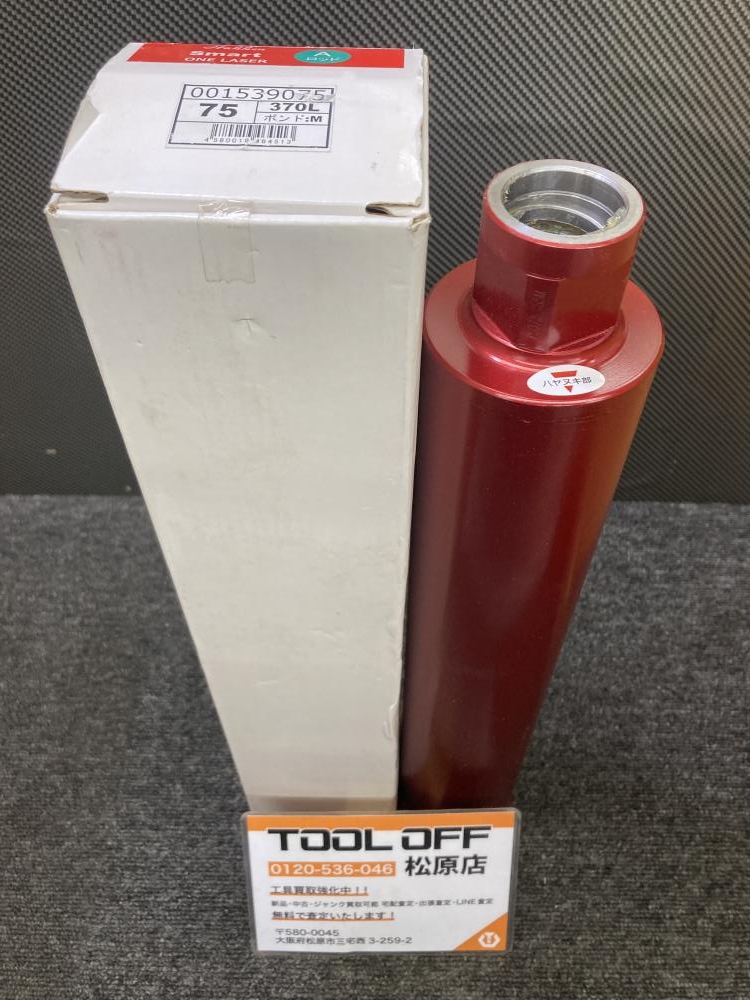 Hakken
Smart
ONE LASER
A
ロッド
001539075
75
370L
ボンド:M
ハヤヌキ部
TOOL OFF
0120-536-046 松原店
工具買取強化中!!
新品・中古・ジャンク買取可能 宅配査定・出張査定・LINE査定
無料で査定いたします!
〒580-0045
大阪府松原市三宅西 3-259-2